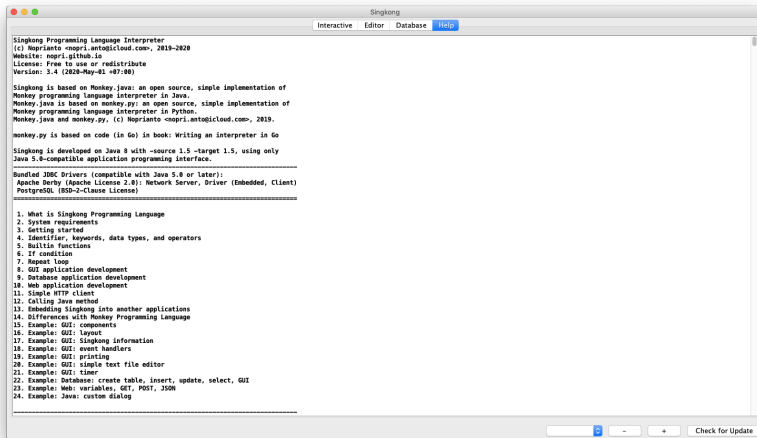 Singkong
Interactive Editor Database Help
Singkong Programming Language Interpreter
(c) Noprianto <nopri.anto@icloud.com>, 2019-2020
Website: nopri.github.io
License: Free to use or redistribute
Version: 3.4 (2020-May-01 +07:00)
Singkong is based on Monkey.java: an open source, simple implementation of
Monkey programming language interpreter in Java.
Monkey.java is based on monkey.py: an open source, simple implementation of
Monkey programming language interpreter in Python.
Monkey.java and monkey.py, (c) Noprianto <nopri.anto@icloud.com>, 2019.
monkey.py is based on code (in Go) in book: Writing an interpreter in Go
Singkong is developed on Java 8 with -source 1.5 -target 1.5, using only
Java 5.0-compatible application programming interface.
Bundled JDBC Drivers (compatible with Java 5.0 or later):
Apache Derby (Apache License 2.0): Network Server, Driver (Embedded, Client)
PostgreSQL (BSD-2-Clause License)
1. What is Singkong Programming Language
2. System requirements
3. Getting started
4. Identifier, keywords, data types, and operators
5. Builtin functions
6. If condition
7. Repeat loop
8. GUI application development
9. Database application development
10. Web application development
11. Simple HTTP client
12. Calling Java method
13. Embedding Singkong into another applications
14. Differences with Monkey Programming Language
15. Example: GUI: components
16. Example: GUI: layout
17. Example: GUI: Singkong information
18. Example: GUI: event handlers
19. Example: GUI: printing
20. Example: GUI: simple text file editor
21. Example: GUI: timer
22. Example: Database: create table, insert, update, select, GUI
23. Example: Web: variables, GET, POST, JSON
24. Example: Java: custom dialog
- + Check for Update